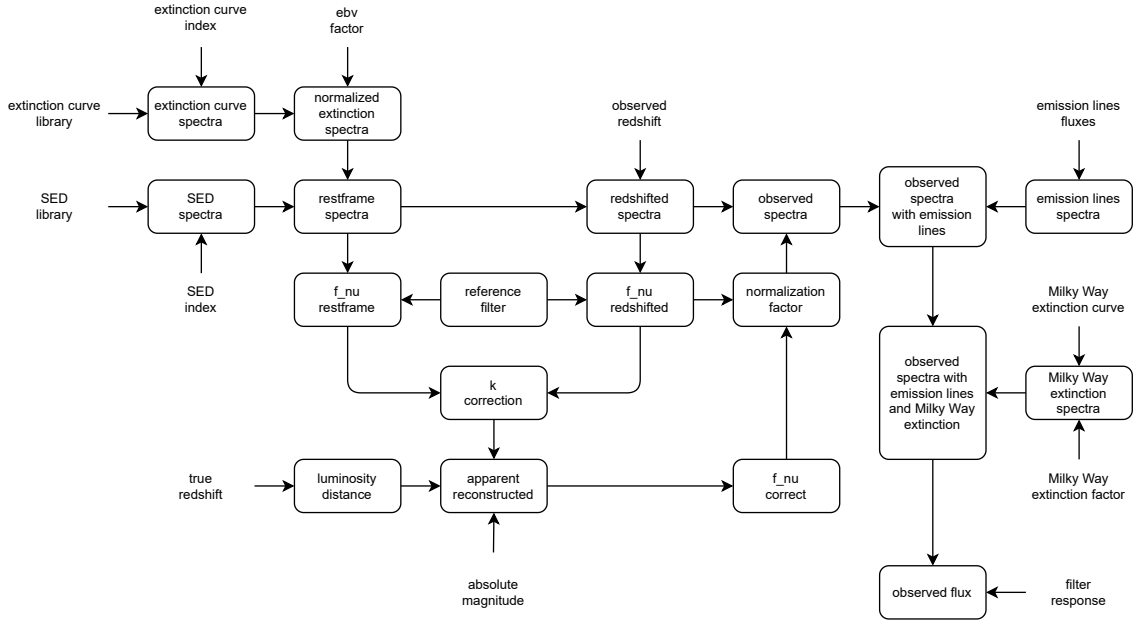 extinction curve
index
ebv
factor
extinction curve
library
extinction curve
spectra
normalized
extinction
spectra
observed
redshift
emission lines
fluxes
SED
library
SED
spectra
restframe
spectra
redshifted
spectra
observed
spectra
observed
spectra
with emission
lines
emission lines
spectra
SED
index
f_nu
restframe
reference
filter
f_nu
redshifted
normalization
factor
Milky Way
extinction curve
k
correction
observed
spectra with
emission lines
and Milky Way
extinction
Milky Way
extinction
spectra
true
redshift
luminosity
distance
apparent
reconstructed
f_nu
correct
Milky Way
extinction factor
absolute
magnitude
observed flux
filter
response